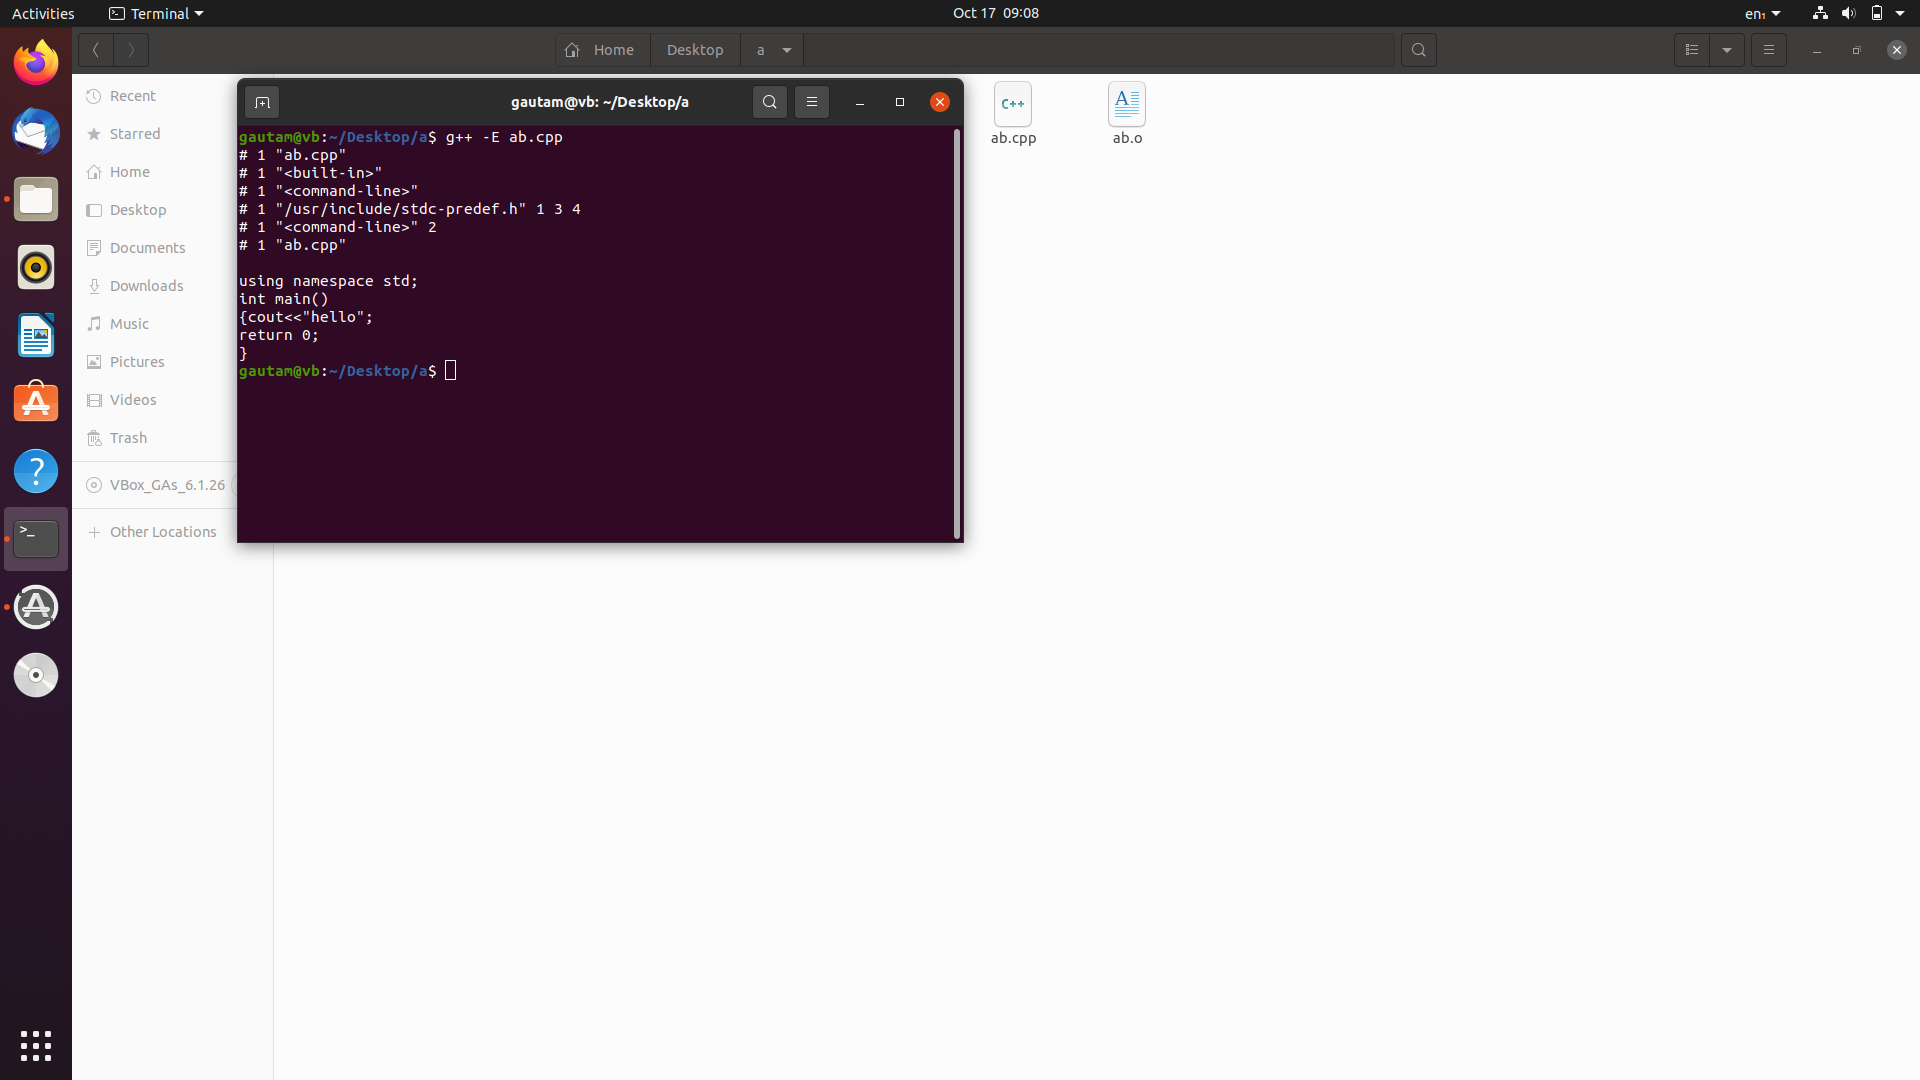 Activities
Terminal
Oct 17 09:08
en₁
Home
Desktop
a
Recent
Starred
Home
Desktop
Documents
Downloads
Music
Pictures
Videos
Trash
VBox_GAs_6.1.26
Other Locations
gautam@vb: ~/Desktop/a
gautam@vb:~/Desktop/a$ g++ -E ab.cpp
# 1 "ab.cpp"
# 1 "<built-in>"
# 1 "<command-line>"
# 1 "/usr/include/stdc-predef.h" 1 3 4
# 1 "<command-line>" 2
# 1 "ab.cpp"
using namespace std;
int main()
{cout<<"hello";
return 0;
}
gautam@vb:~/Desktop/a$
C++
ab.cpp
A
ab.o